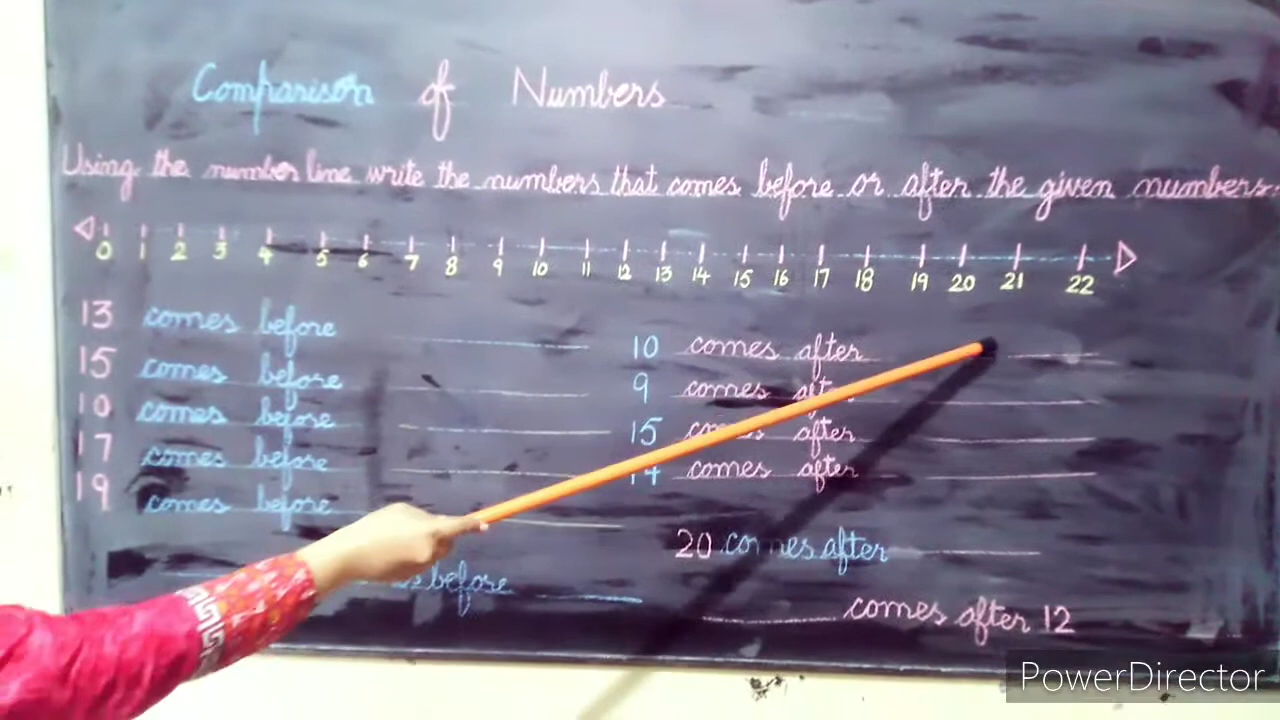 Comparison of Numbers
Using the number line write the numbers that comes before or after the given numbers.
0 1 2 3 4 5 6 7 8 9 10 11 12 13 14 15 16 17 18 19 20 21 22
13 comes before
15 comes before
10 comes before
17 comes before
19 comes before
before
10 comes after
9 comes
15 comes after
14 comes after
20 comes after
comes after 12
PowerDirector